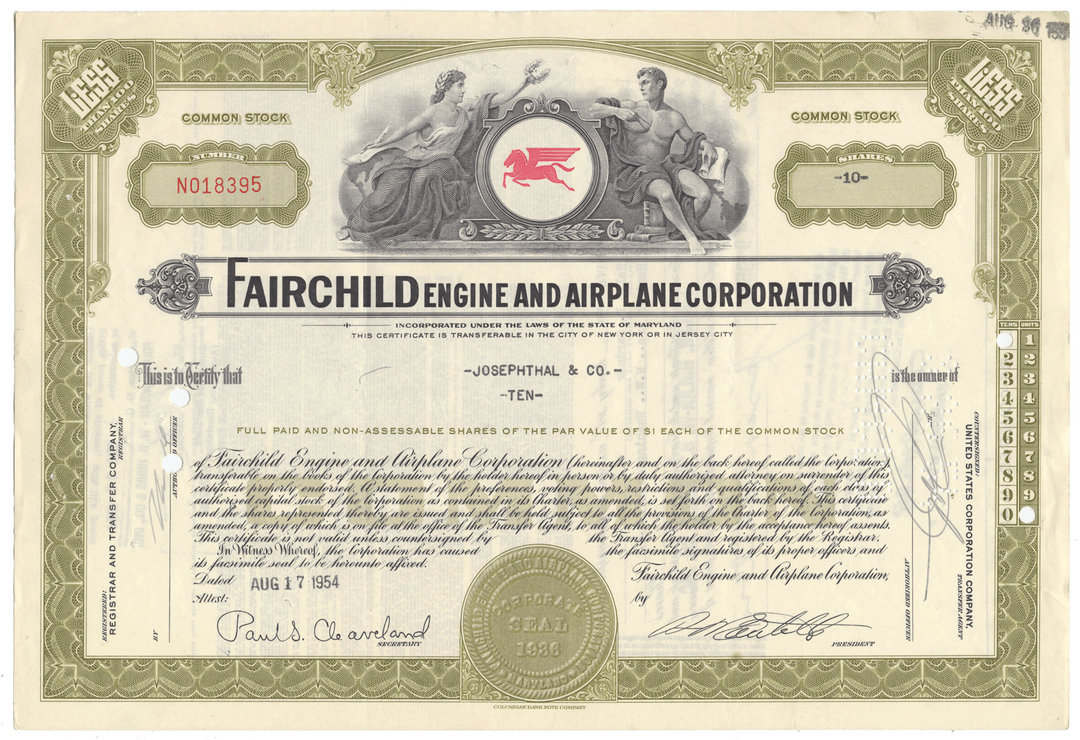 AUG 26
LESS THAN 100 SHARES
LESS THAN 100 SHARES
COMMON STOCK
COMMON STOCK
NUMBER
NO18395
SHARES
-10-
FAIRCHILD ENGINE AND AIRPLANE CORPORATION
INCORPORATED UNDER THE LAWS OF THE STATE OF MARYLAND
THIS CERTIFICATE IS TRANSFERABLE IN THE CITY OF NEW YORK OR IN JERSEY CITY
This is to Certify that
-JOSEPHTHAL & CO.-
is the owner of
-TEN-
FULL PAID AND NON-ASSESSABLE SHARES OF THE PAR VALUE OF $1 EACH OF THE COMMON STOCK
of Fairchild Engine and Airplane Corporation (hereinafter and on the back hereof called the Corporation),
transferable on the books of the Corporation by the holder hereof in person or by duly authorized attorney on surrender of this
certificate properly endorsed. A statement of the preferences, voting powers, restrictions and qualifications of each class of
authorized capital stock of the Corporation as contained in its Charter, as amended, is set forth on the back hereof. This certificate
and the shares represented hereby are issued and shall be held subject to all the provisions of the Charter of the Corporation, as
amended, a copy of which is on file at the office of the Transfer Agent, to all of which the holder by the acceptance hereof assents.
This certificate is not valid unless countersigned by the Transfer Agent and registered by the Registrar.
In Witness Whereof, the Corporation has caused the facsimile signatures of its proper officers and
its facsimile seal to be hereunto affixed.
Dated AUG 17 1954
Fairchild Engine and Airplane Corporation,
Attest:
by
Paul S. Cleaveland
SECRETARY
PRESIDENT
FAIRCHILD ENGINE AND AIRPLANE CORPORATION
CORPORATE
SEAL
1936
MARYLAND
REGISTERED:
REGISTRAR AND TRANSFER COMPANY,
REGISTRAR
BY
AUTHORIZED OFFICER
COUNTERSIGNED:
UNITED STATES CORPORATION COMPANY,
TRANSFER AGENT
BY
AUTHORIZED OFFICER
TENS UNITS
1
2 2
3 3
4 4
5 5
6 6
7 7
8 8
9 9
0
COLUMBIAN BANK NOTE COMPANY